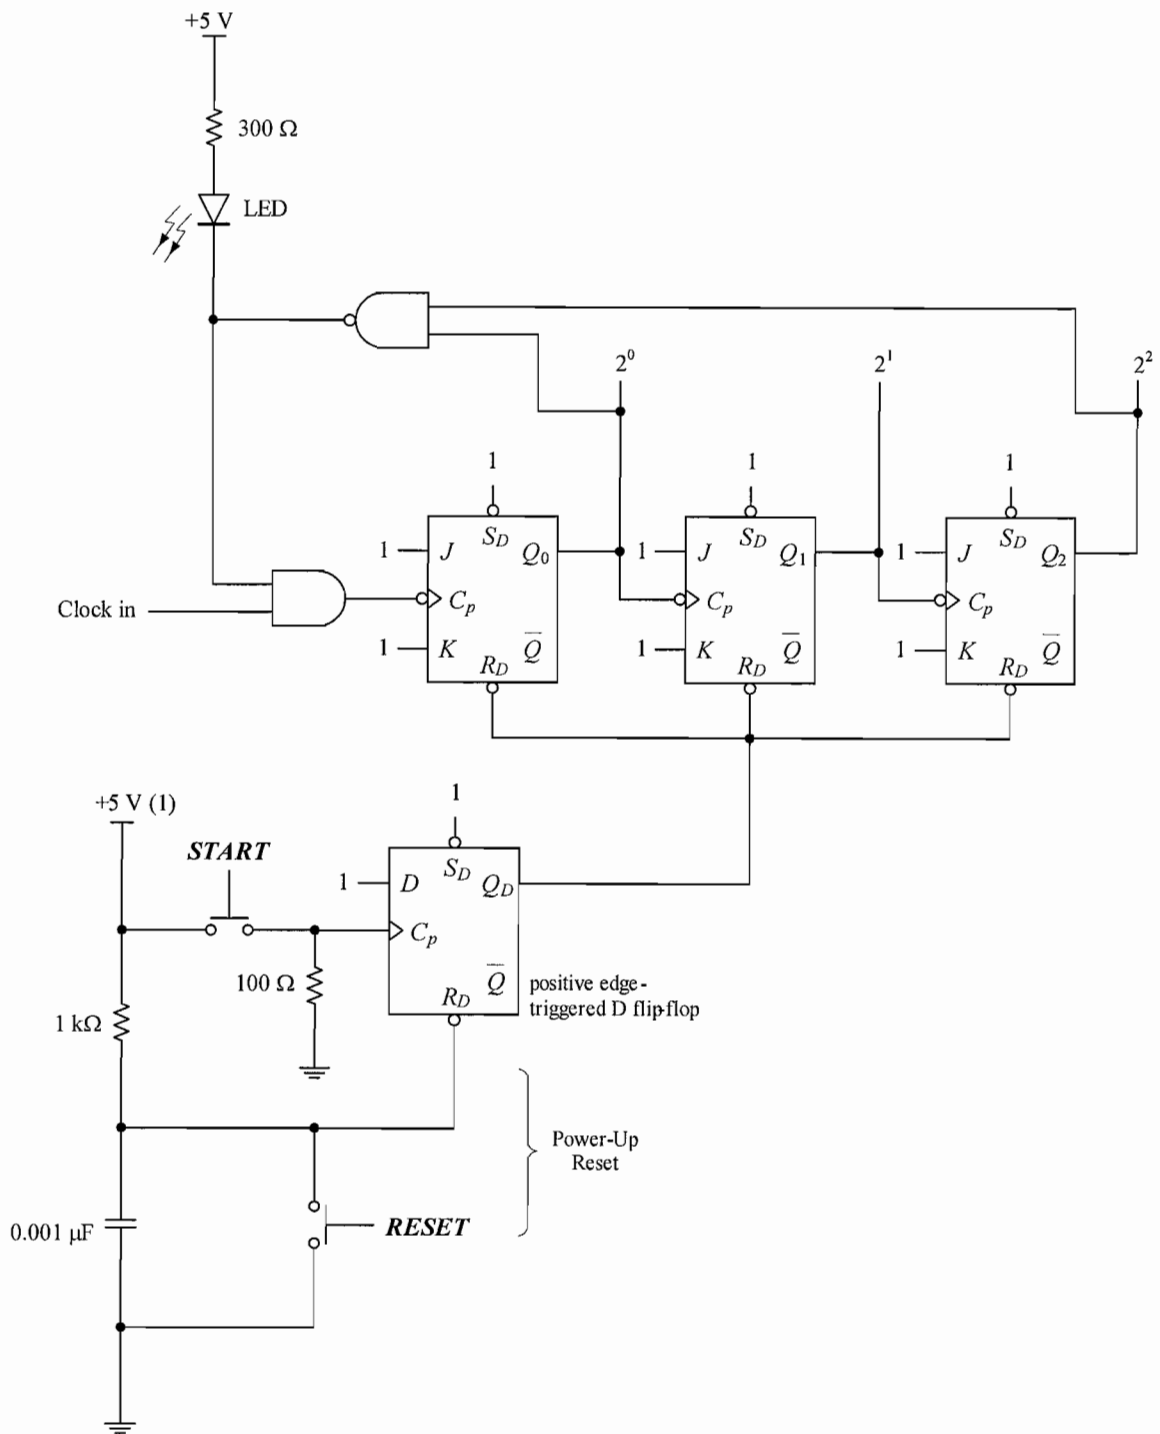 +5 V
300 Ω
LED
2⁰
2¹
2²
1
1
1
1
J
S_D
Q₀
1
J
S_D
Q₁
1
J
S_D
Q₂
Clock in
C_p
C_p
C_p
1
K
R_D
Q̅
1
K
R_D
Q̅
1
K
R_D
Q̅
+5 V (1)
1
START
1
D
S_D
Q_D
C_p
100 Ω
Q̅
R_D
positive edge-
triggered D flip-flop
1 kΩ
Power-Up
Reset
0.001 µF
RESET